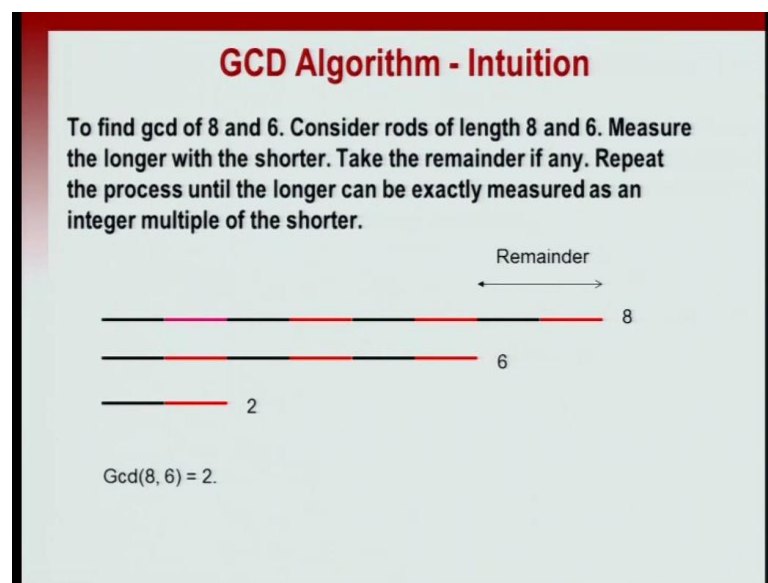 GCD Algorithm - Intuition
To find gcd of 8 and 6. Consider rods of length 8 and 6. Measure
the longer with the shorter. Take the remainder if any. Repeat
the process until the longer can be exactly measured as an
integer multiple of the shorter.
Remainder
8
6
2
Gcd(8, 6) = 2.